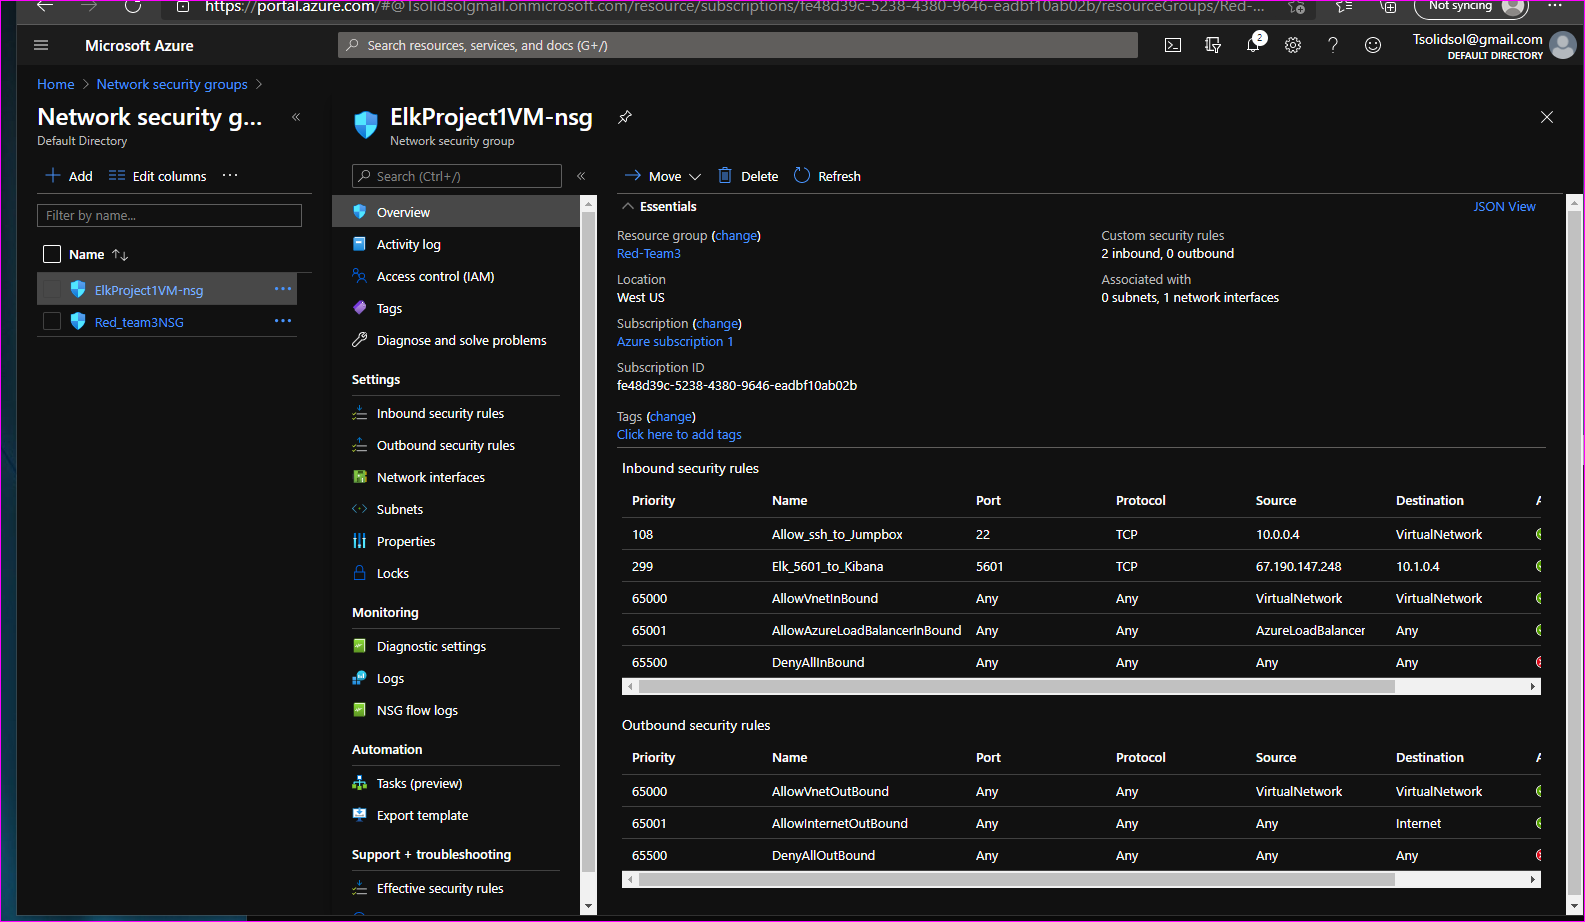 https://portal.azure.com/#@Tsolidsolgmail.onmicrosoft.com/resource/subscriptions/fe48d39c-5238-4380-9646-eadbf10ab02b/resourceGroups/Red-...
Not syncing
Microsoft Azure
Search resources, services, and docs (G+/)
2
Tsolidsol@gmail.com
DEFAULT DIRECTORY
Home > Network security groups >
Network security g...
Default Directory
Add
Edit columns
...
Filter by name...
Name
ElkProject1VM-nsg
Red_team3NSG
ElkProject1VM-nsg
Network security group
Search (Ctrl+/)
Overview
Activity log
Access control (IAM)
Tags
Diagnose and solve problems
Settings
Inbound security rules
Outbound security rules
Network interfaces
Subnets
Properties
Locks
Monitoring
Diagnostic settings
Logs
NSG flow logs
Automation
Tasks (preview)
Export template
Support + troubleshooting
Effective security rules
Move
Delete
Refresh
Essentials
JSON View
Resource group (change)
Red-Team3
Location
West US
Subscription (change)
Azure subscription 1
Subscription ID
fe48d39c-5238-4380-9646-eadbf10ab02b
Tags (change)
Click here to add tags
Custom security rules
2 inbound, 0 outbound
Associated with
0 subnets, 1 network interfaces
Inbound security rules
Priority Name Port Protocol Source Destination
108 Allow_ssh_to_Jumpbox 22 TCP 10.0.0.4 VirtualNetwork
299 Elk_5601_to_Kibana 5601 TCP 67.190.147.248 10.1.0.4
65000 AllowVnetInBound Any Any VirtualNetwork VirtualNetwork
65001 AllowAzureLoadBalancerInBound Any Any AzureLoadBalancer Any
65500 DenyAllInBound Any Any Any Any
Outbound security rules
Priority Name Port Protocol Source Destination
65000 AllowVnetOutBound Any Any VirtualNetwork VirtualNetwork
65001 AllowInternetOutBound Any Any Any Internet
65500 DenyAllOutBound Any Any Any Any